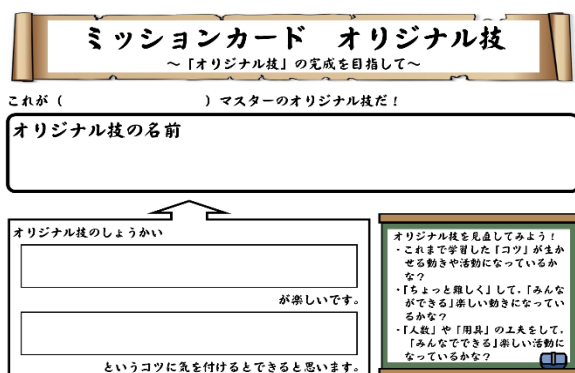 ミッションカード　オリジナル技
～「オリジナル技」の完成を目指して～
これが（　　　　　　　　　　）マスターのオリジナル技だ！
オリジナル技の名前
オリジナル技のしょうかい
が楽しいです。
というコツに気を付けるとできると思います。
オリジナル技を見直してみよう！
・これまで学習した「コツ」が生か
せる動きや活動になっているか
な？
・「ちょっと難しく」して，「みんな
ができる」楽しい動きになってい
るかな？
・「人数」や「用具」の工夫をして，
「みんなでできる」楽しい活動に
なっているかな？